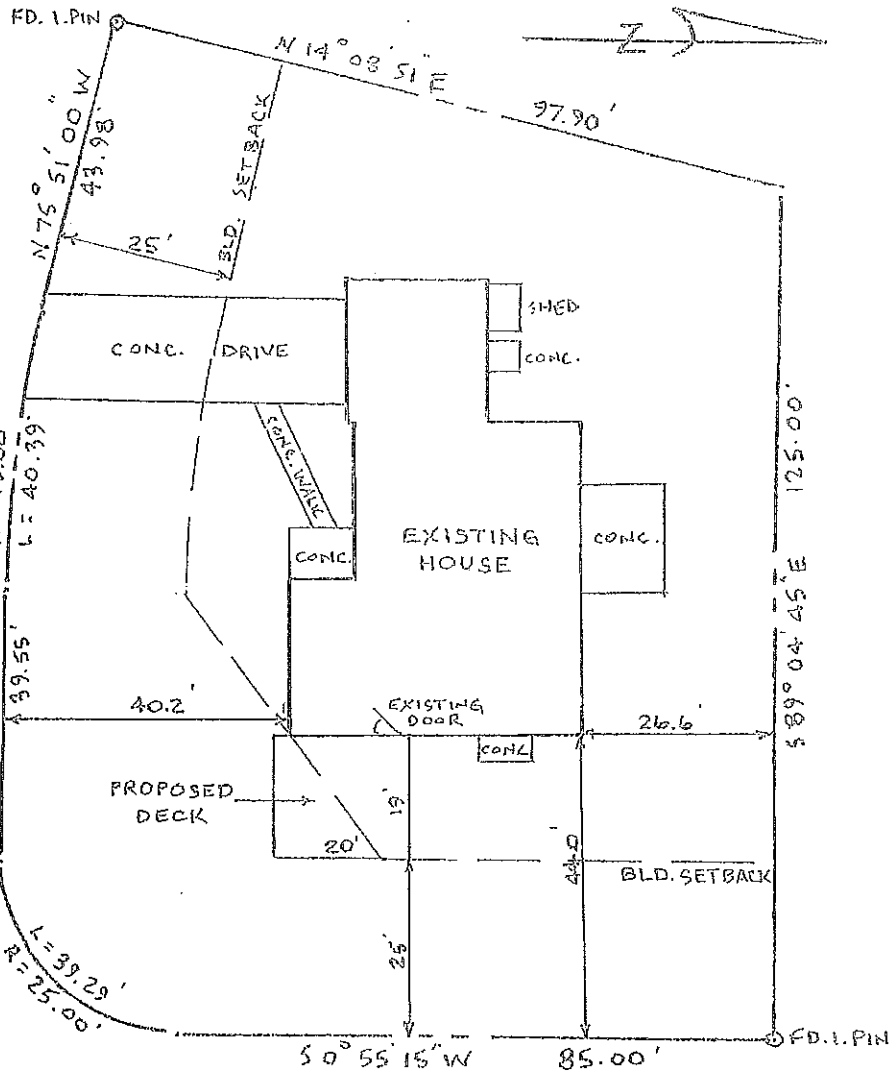 FD. I. PIN
N 14° 08' 51" E
97.90'
Z
N 75° 51' 00" W
43.98'
BLD. SETBACK
25'
SHED
CONC. DRIVE
CONC.
CONC. WALK
L = 40.39'
125.00'
EXISTING
HOUSE
CONC.
CONC.
S 89° 04' 45" E
39.55'
40.2'
EXISTING
DOOR
26.6'
CONC
PROPOSED
DECK
19'
20'
44.0'
BLD. SETBACK
25'
L = 39.29'
R = 25.00'
S 0° 55' 15" W
85.00'
FD. I. PIN